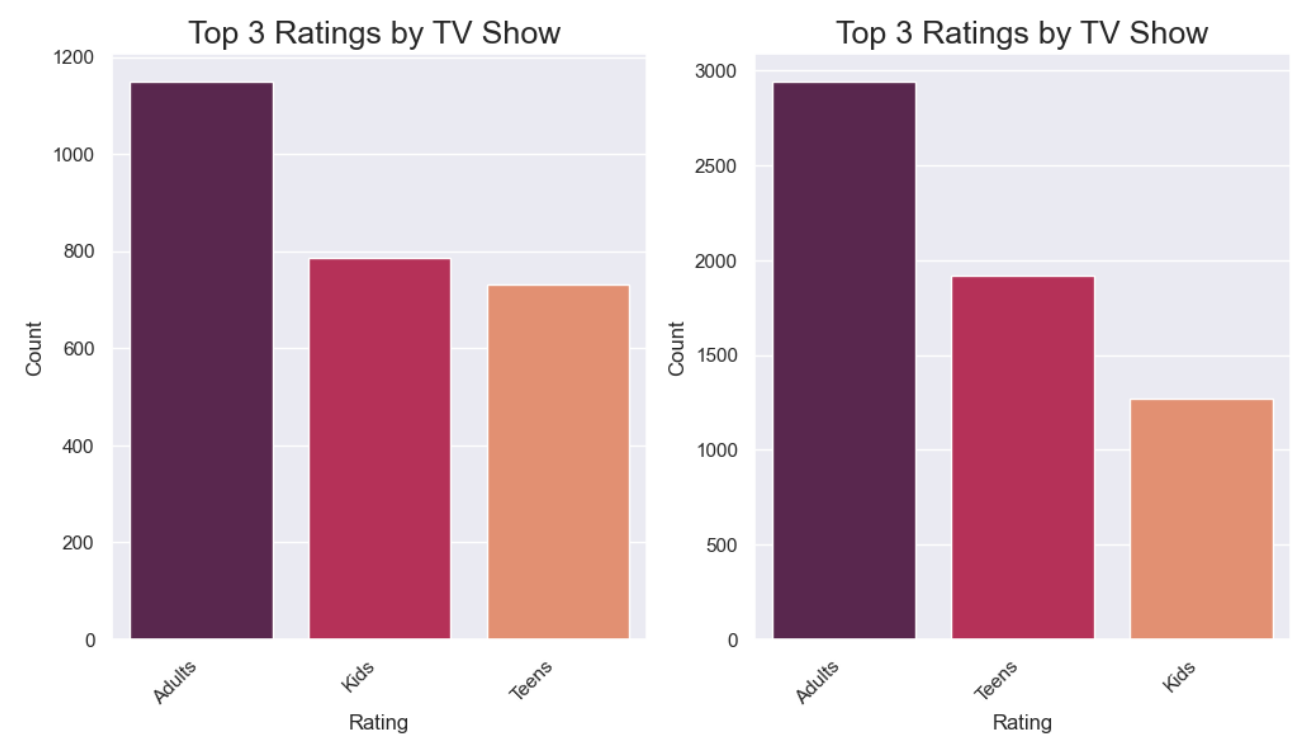 Top 3 Ratings by TV Show
1200
1000
800
600
400
200
0
Count
Adults
Kids
Teens
Rating
Top 3 Ratings by TV Show
3000
2500
2000
1500
1000
500
0
Count
Adults
Teens
Kids
Rating